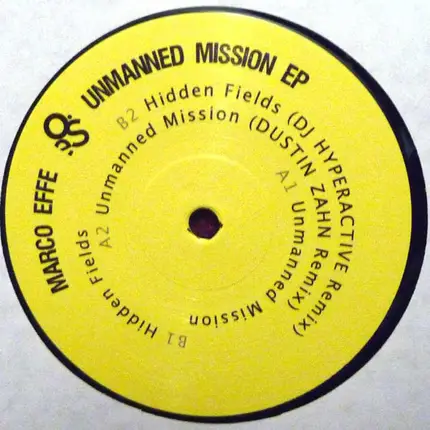 MARCO EFFE
UNMANNED MISSION EP
A1 Unmanned Mission
A2 Unmanned Mission (DUSTIN ZAHN Remix)
B1 Hidden Fields
B2 Hidden Fields (DJ HYPERACTIVE Remix)